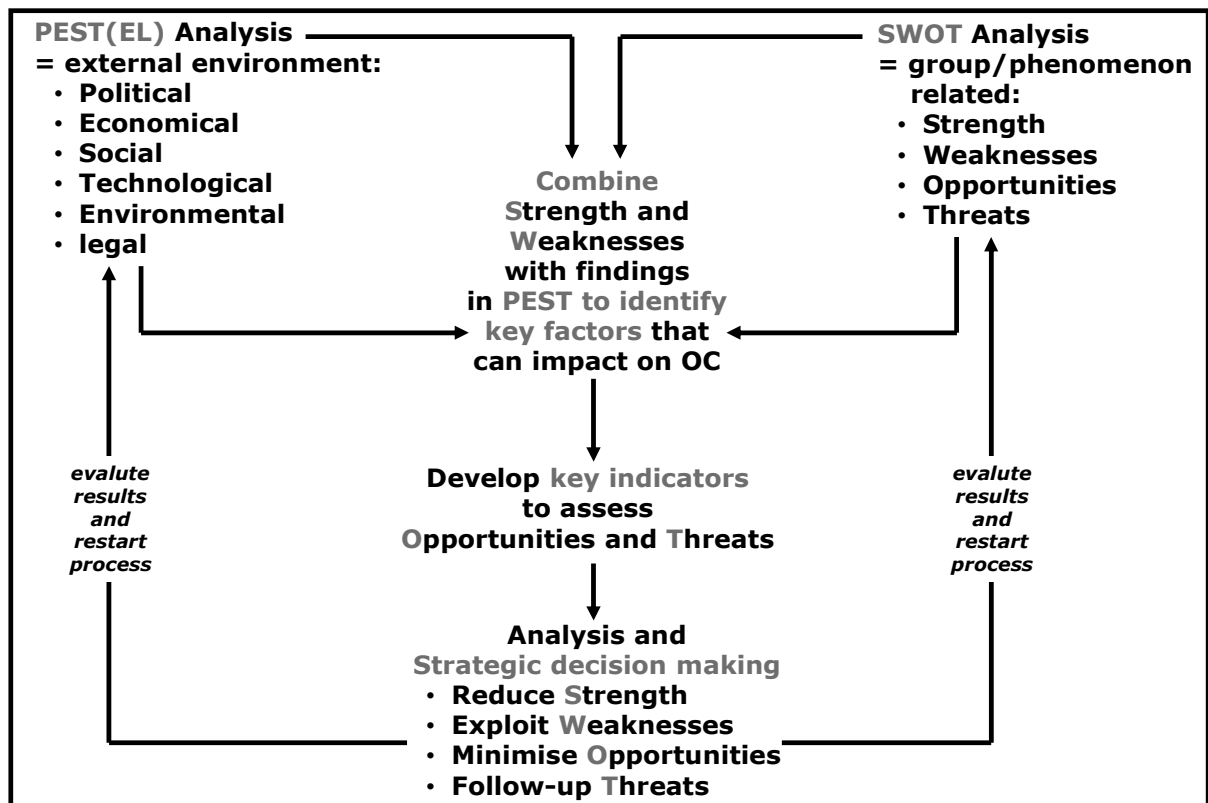 PEST(EL) Analysis
= external environment:
• Political
• Economical
• Social
• Technological
• Environmental
• legal
SWOT Analysis
= group/phenomenon
related:
• Strength
• Weaknesses
• Opportunities
• Threats
Combine
Strength and
Weaknesses
with findings
in PEST to identify
key factors that
can impact on OC
evalute
results
and
restart
process
Develop key indicators
to assess
Opportunities and Threats
evalute
results
and
restart
process
Analysis and
Strategic decision making
• Reduce Strength
• Exploit Weaknesses
• Minimise Opportunities
• Follow-up Threats